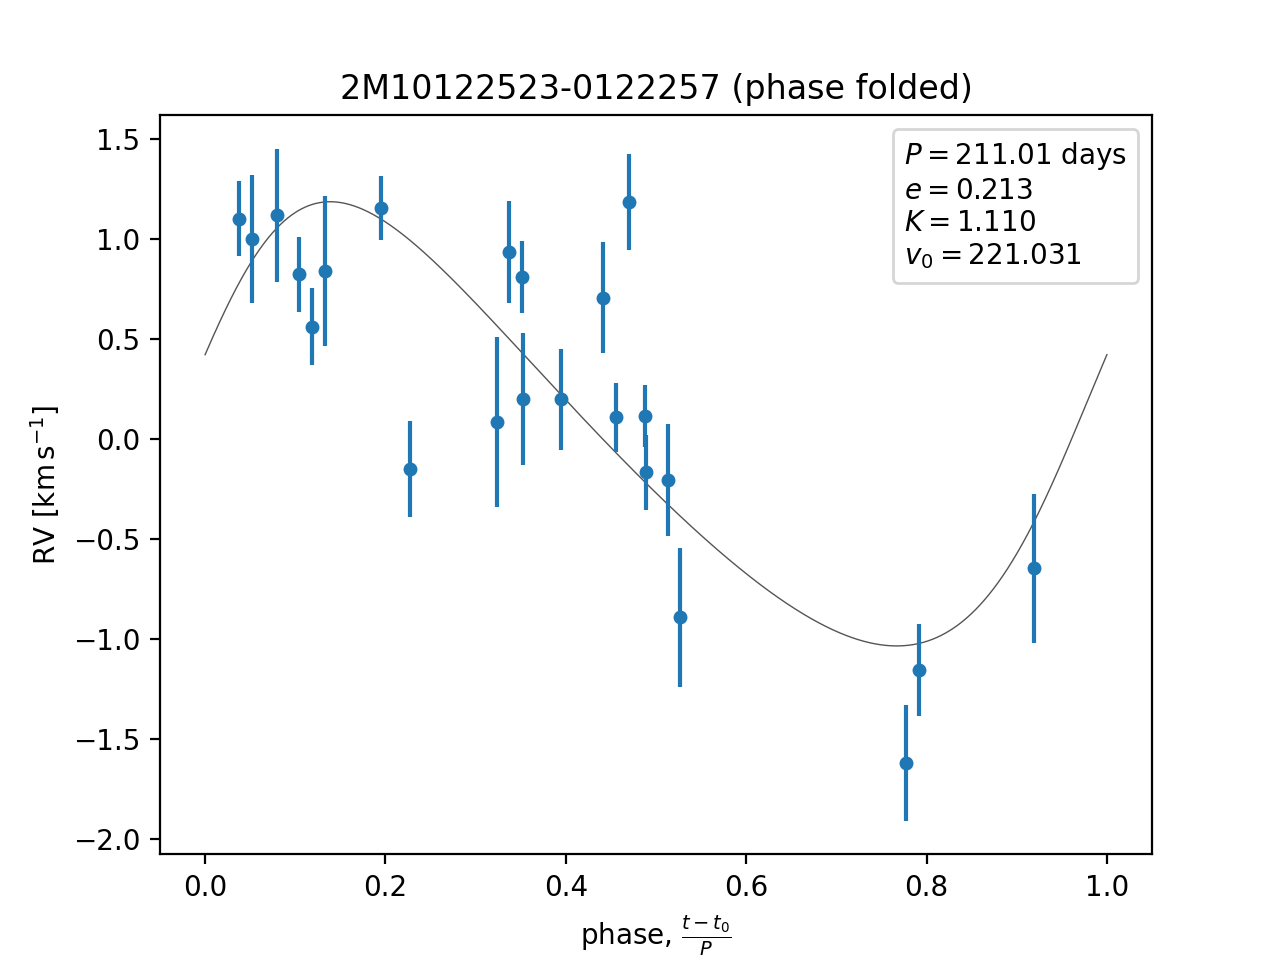 2M10122523-0122257 (phase folded)
P = 211.01 days
e = 0.213
K = 1.110
v₀ = 221.031
RV [km s⁻¹]
1.5
1.0
0.5
0.0
−0.5
−1.0
−1.5
−2.0
0.0 0.2 0.4 0.6 0.8 1.0
phase, (t − t₀)/P